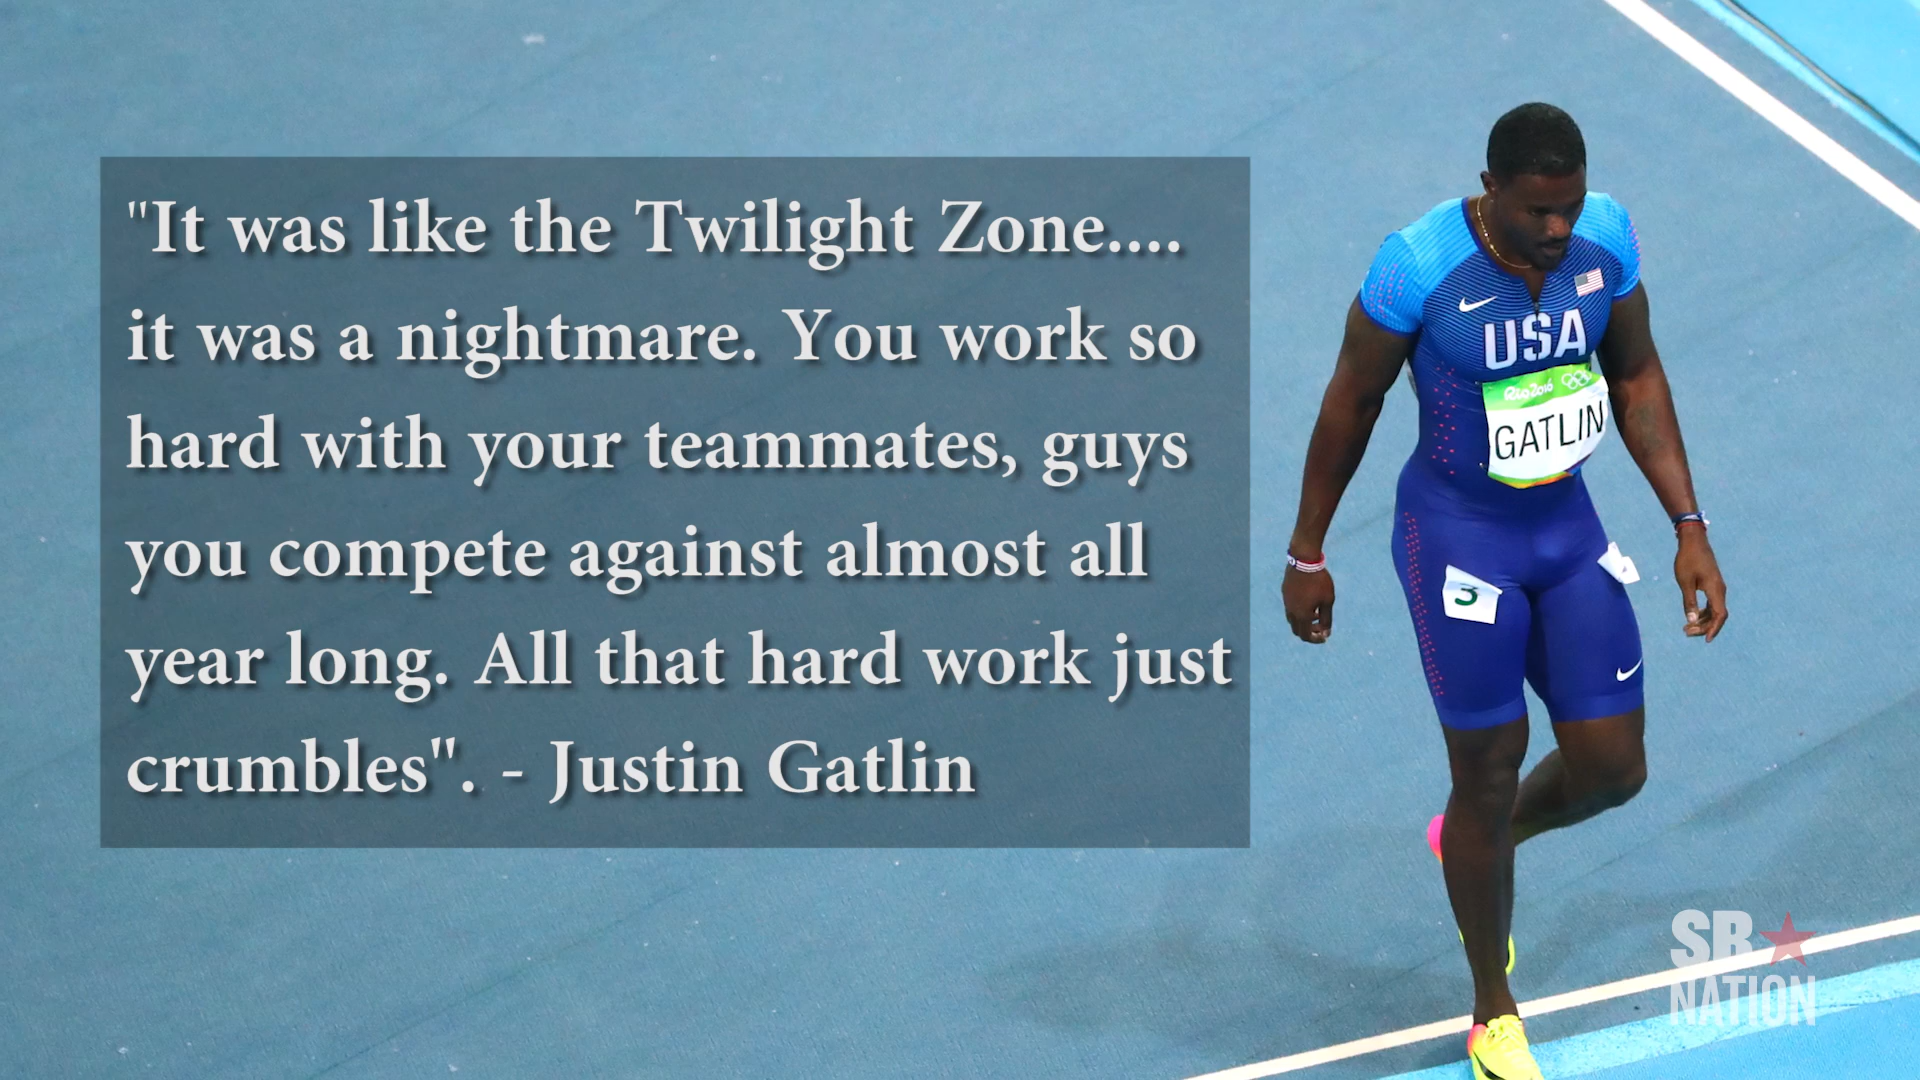 "It was like the Twilight Zone....
it was a nightmare. You work so
hard with your teammates, guys
you compete against almost all
year long. All that hard work just
crumbles". - Justin Gatlin
USA
Rio2016
GATLIN
3
SB
NATION